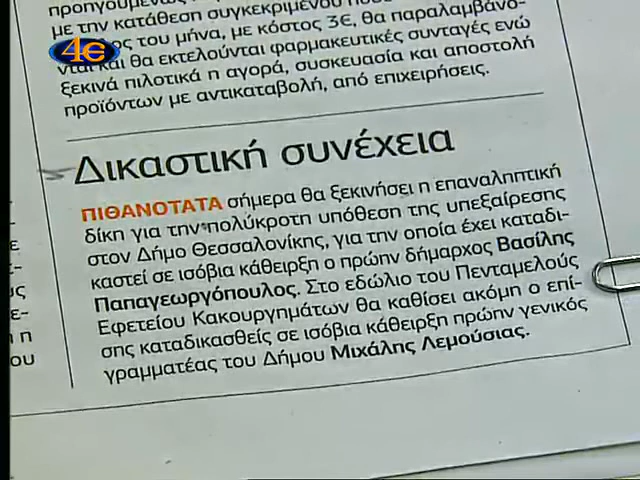 προηγουμένως
με την κατάθεση συγκεκριμένου
του μήνα, με κόστος 3€, θα παραλαμβάνο-
4E
νται και θα εκτελούνται φαρμακευτικές συνταγές ενώ
ξεκινά πιλοτικά η αγορά, συσκευασία και αποστολή
προϊόντων με αντικαταβολή, από επιχειρήσεις.
Δικαστική συνέχεια
ΠΙΘΑΝΟΤΑΤΑ σήμερα θα ξεκινήσει η επαναληπτική
δίκη για την πολύκροτη υπόθεση της υπεξαίρεσης
στον Δήμο Θεσσαλονίκης, για την οποία έχει καταδι-
καστεί σε ισόβια κάθειρξη ο πρώην δήμαρχος Βασίλης
Παπαγεωργόπουλος. Στο εδώλιο του Πενταμελούς
Εφετείου Κακουργημάτων θα καθίσει ακόμη ο επί-
σης καταδικασθείς σε ισόβια κάθειρξη πρώην γενικός
γραμματέας του Δήμου Μιχάλης Λεμούσιας.
ε
ς
ε-
η
ου